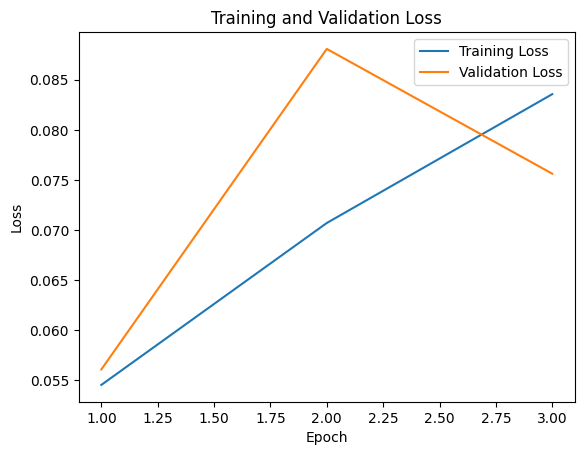 Training and Validation Loss
Training Loss
Validation Loss
0.085
0.080
0.075
0.070
0.065
0.060
0.055
Loss
1.00 1.25 1.50 1.75 2.00 2.25 2.50 2.75 3.00
Epoch